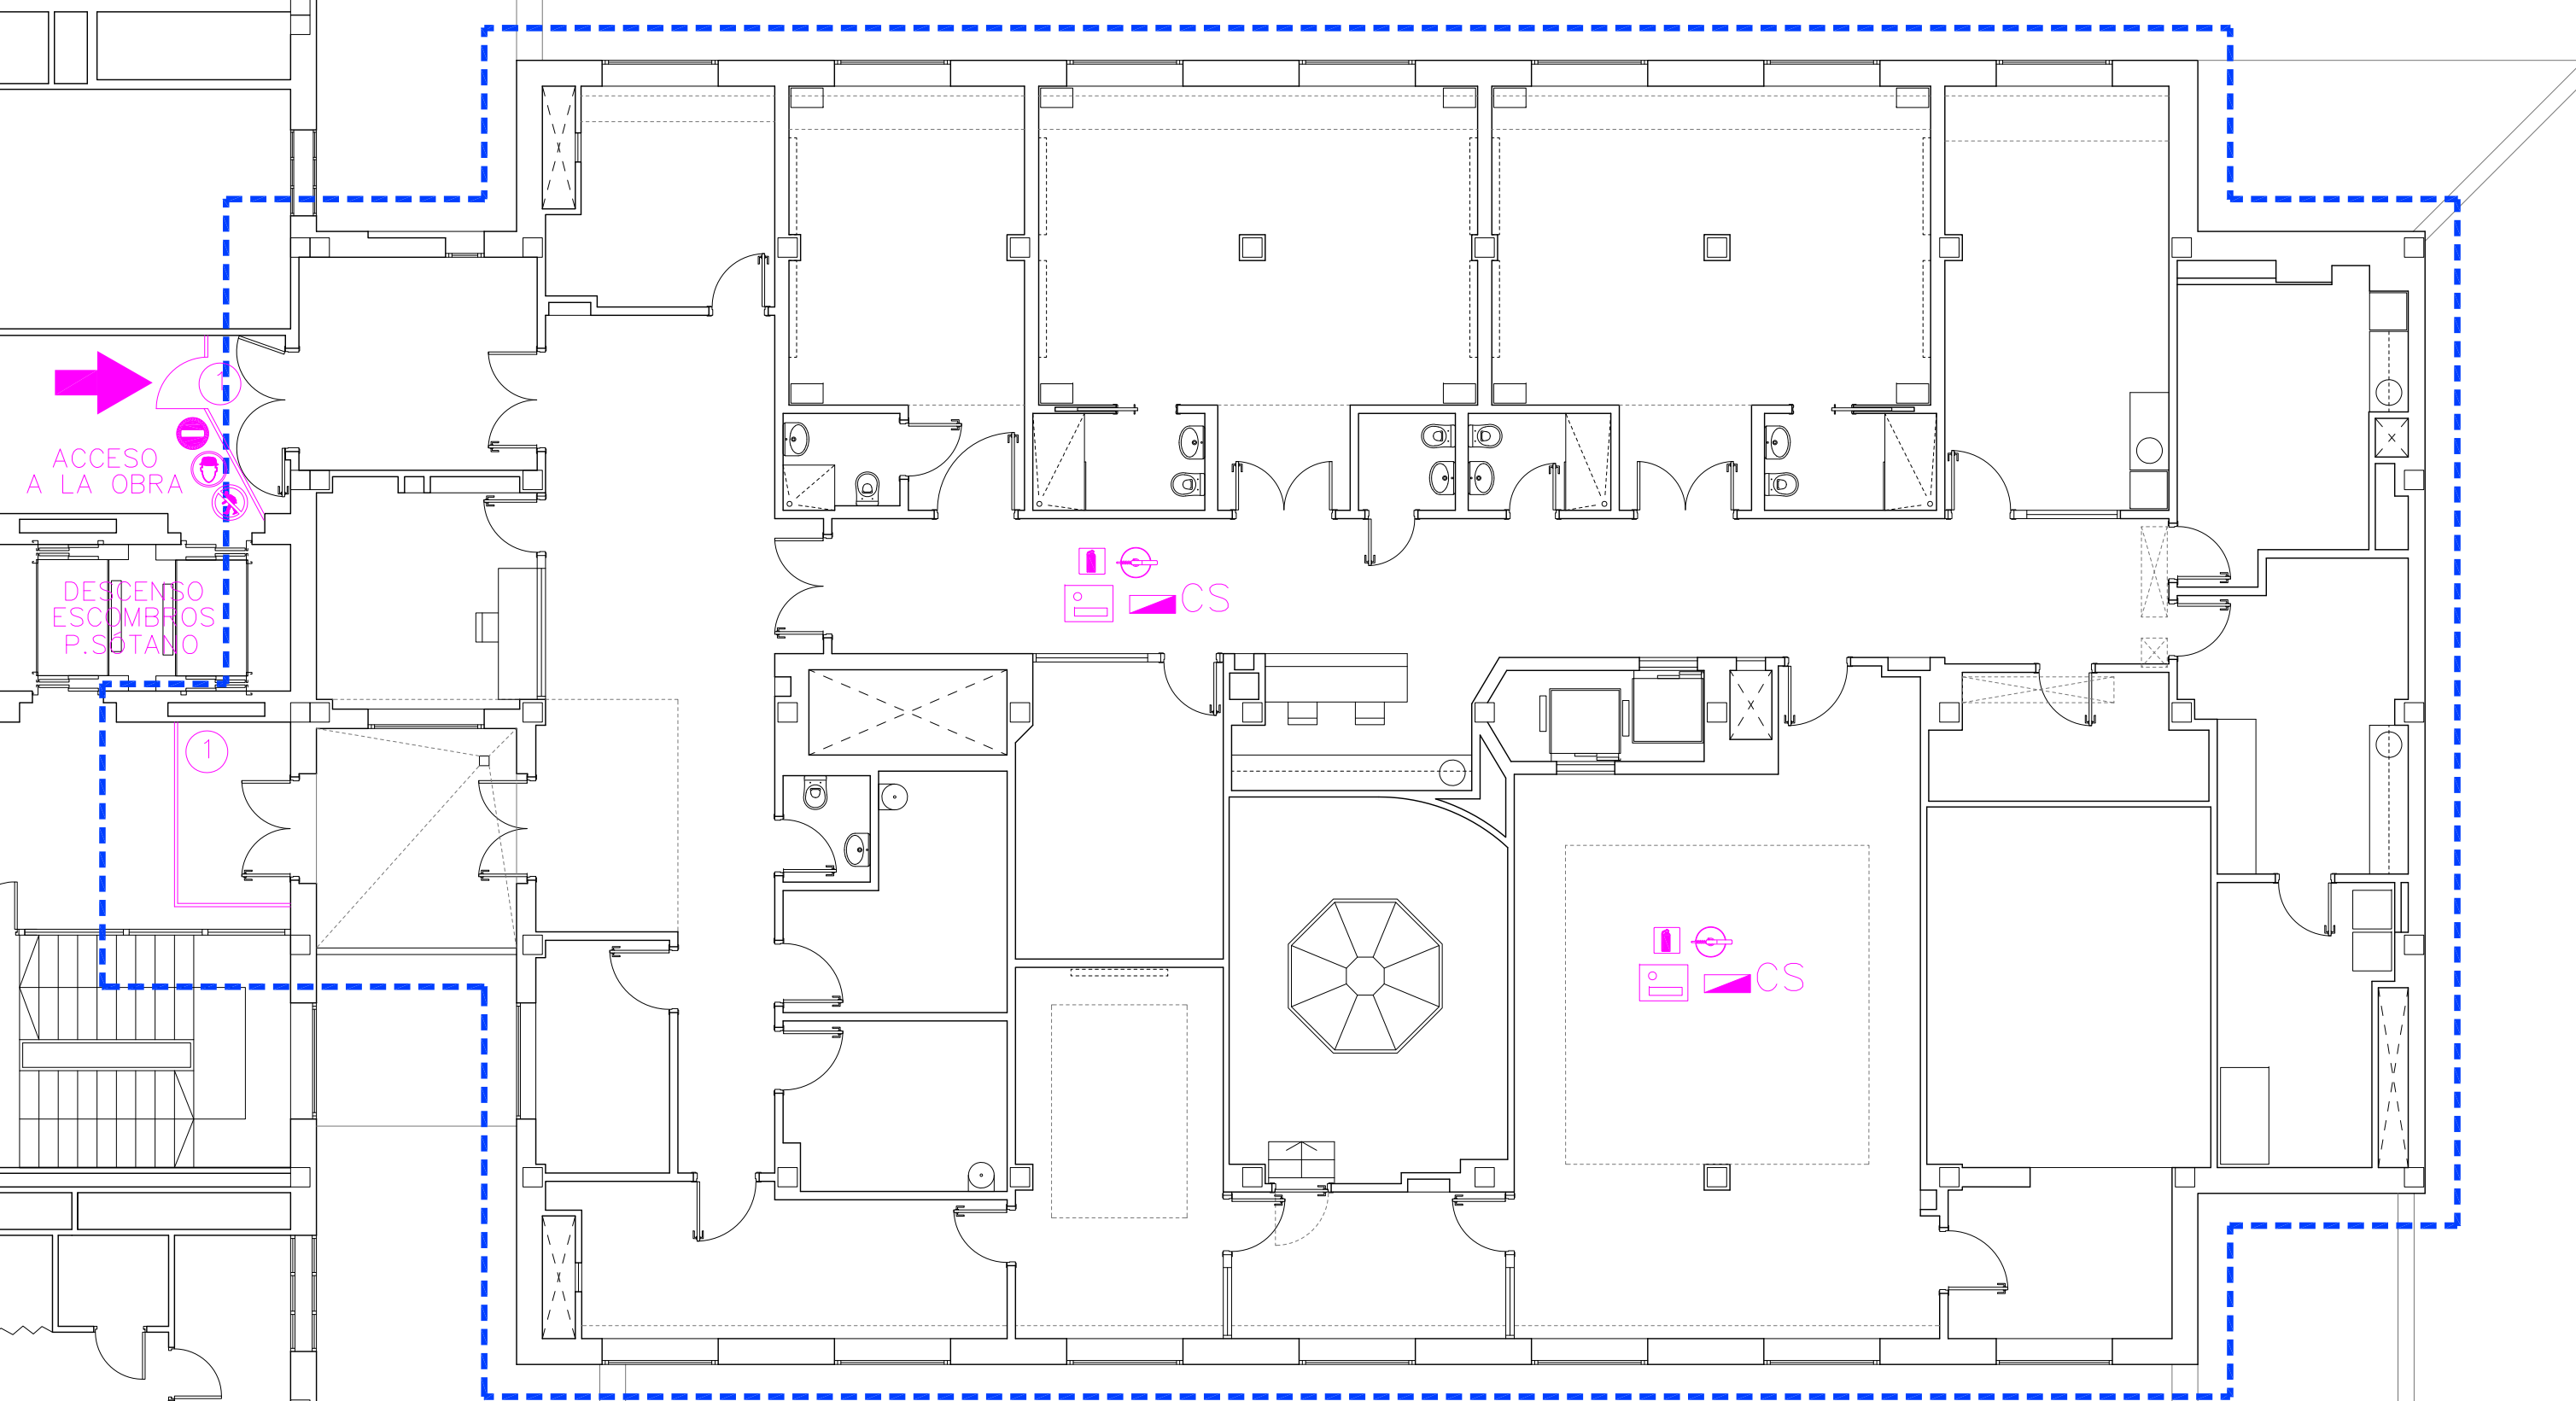 1
ACCESO
A LA OBRA
DESCENSO
ESCOMBROS
P.SÓTANO
CS
1
CS